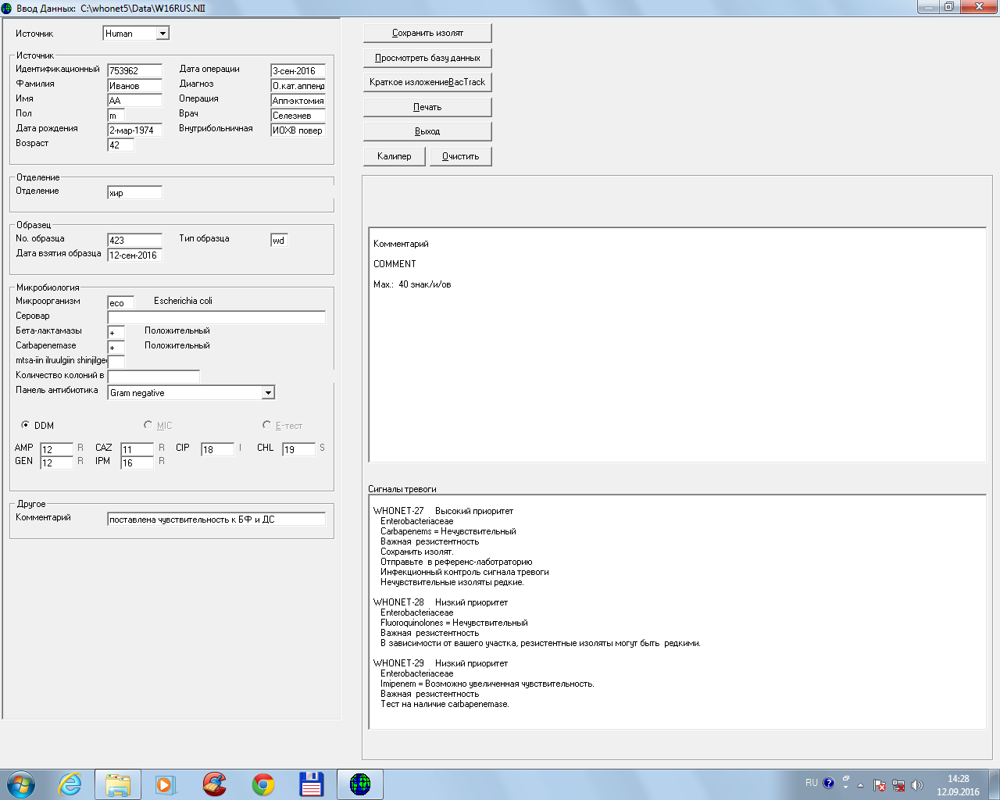 Ввод Данных:  C:\whonet5\Data\W16RUS.NII
Источник Human
Источник
Идентификационный 753962 Дата операции 3-сен-2016
Фамилия Иванов Диагноз О.кат.аппенд
Имя АА Операция Апп-эктомия
Пол m Врач Селезнев
Дата рождения 2-мар-1974 Внутрибольничная ИОХВ повер
Возраст 42
Отделение
Отделение хир
Образец
No. образца 423 Тип образца wd
Дата взятия образца 12-сен-2016
Микробиология
Микроорганизм eco Escherichia coli
Серовар
Бета-лактамазы + Положительный
Carbapenemase + Положительный
mtsa-iin ilruulgiin shinjilgee
Количество колоний в
Панель антибиотика Gram negative
DDM MIC E-тест
AMP 12 R CAZ 11 R CIP 18 I CHL 19 S
GEN 12 R IPM 16 R
Другое
Комментарий поставлена чувствительность к БФ и ДС
Сохранить изолят
Просмотреть базу данных
Краткое изложениеBacTrack
Печать
Выход
Калипер Очистить
Комментарий
COMMENT
Max.:  40 знак/и/ов
Сигналы тревоги
WHONET-27 Высокий приоритет
Enterobacteriaceae
Carbapenems = Нечувствительный
Важная  резистентность
Сохранить изолят.
Отправьте  в референс-лаботраторию
Инфекционный контроль сигнала тревоги
Нечувствительные изоляты редкие.
WHONET-28 Низкий приоритет
Enterobacteriaceae
Fluoroquinolones = Нечувствительный
Важная  резистентность
В зависимости от вашего участка, резистентные изоляты могут быть  редкими.
WHONET-29 Низкий приоритет
Enterobacteriaceae
Imipenem = Возможно увеличенная чувствительность.
Важная  резистентность
Тест на наличие carbapenemase.
RU 14:28
12.09.2016